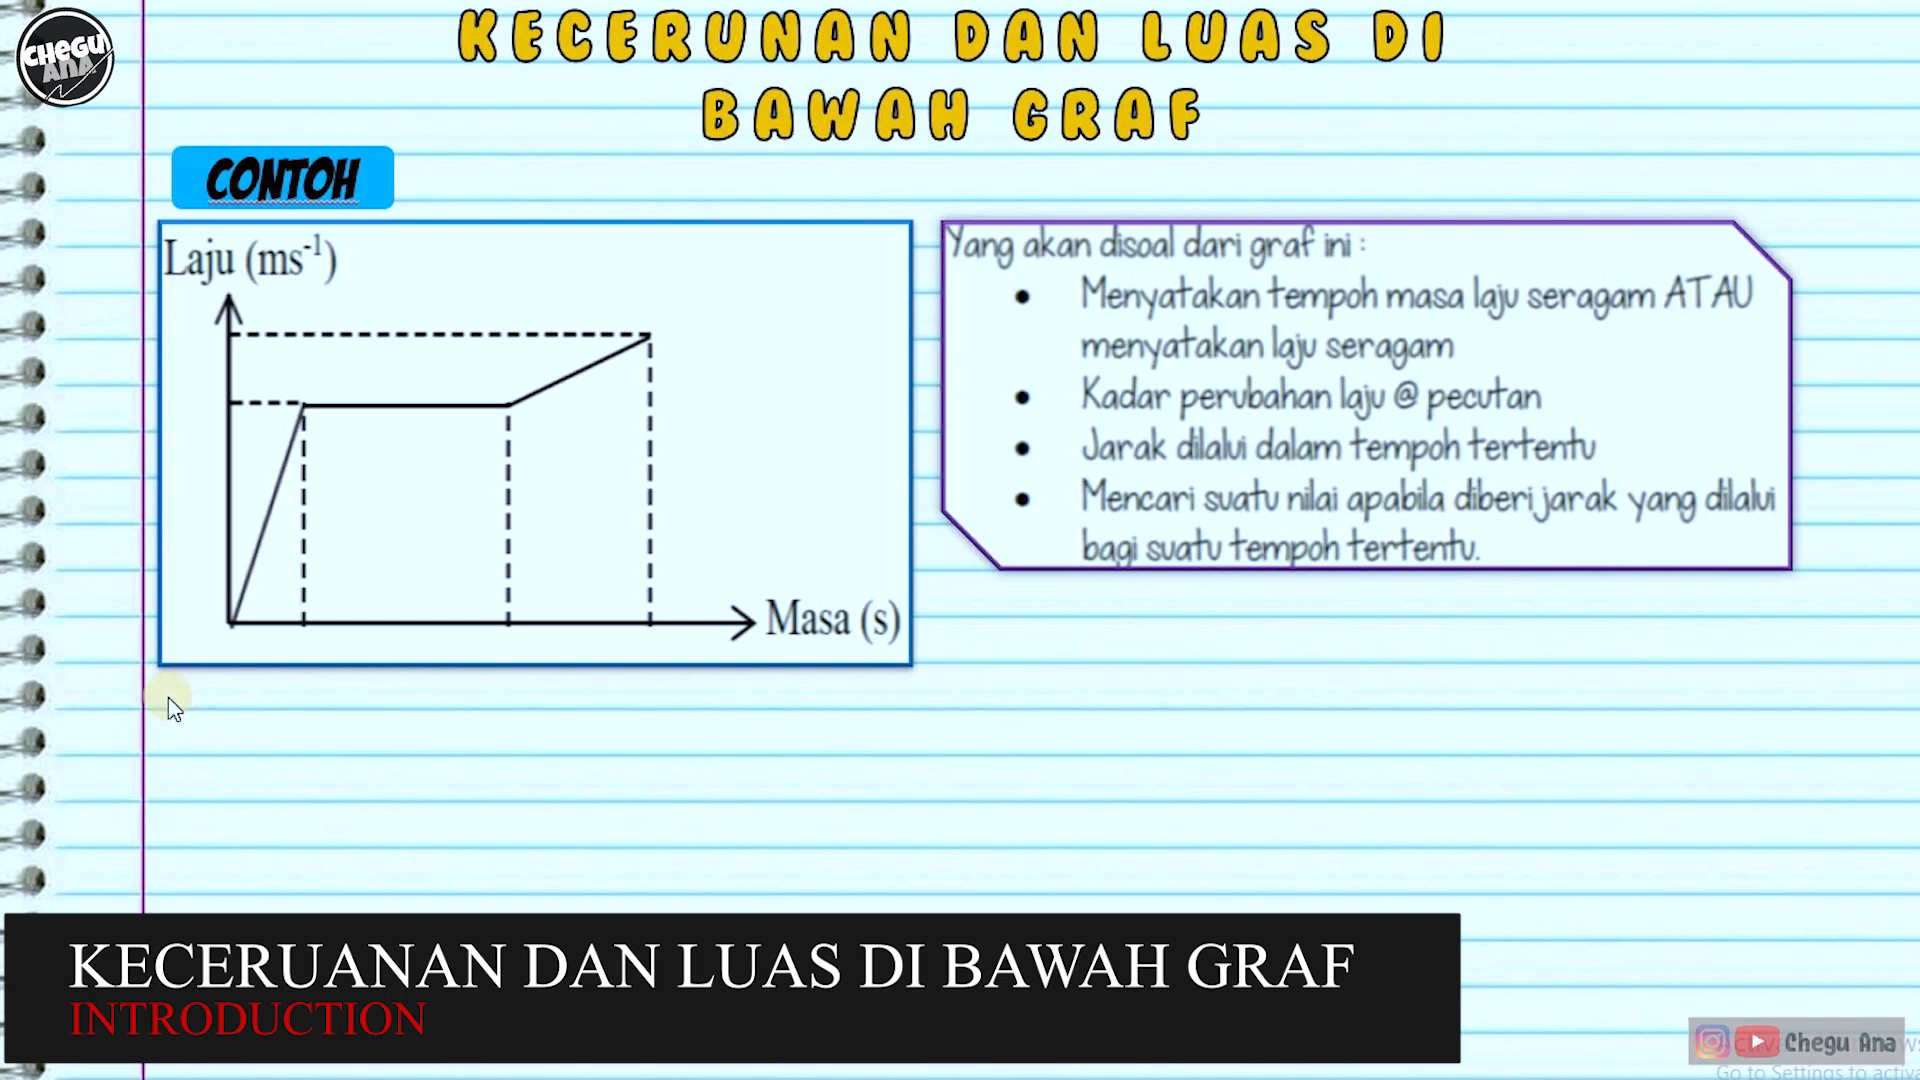 CHEGU
ANA
KECERUNAN DAN LUAS DI
BAWAH GRAF
CONTOH
Laju (ms⁻¹)
Masa (s)
Yang akan disoal dari graf ini :
• Menyatakan tempoh masa laju seragam ATAU
menyatakan laju seragam
• Kadar perubahan laju @ pecutan
• Jarak dilalui dalam tempoh tertentu
• Mencari suatu nilai apabila diberi jarak yang dilalui
bagi suatu tempoh tertentu.
KECERUANAN DAN LUAS DI BAWAH GRAF
INTRODUCTION
Chegu Ana
Go to Settings to activa